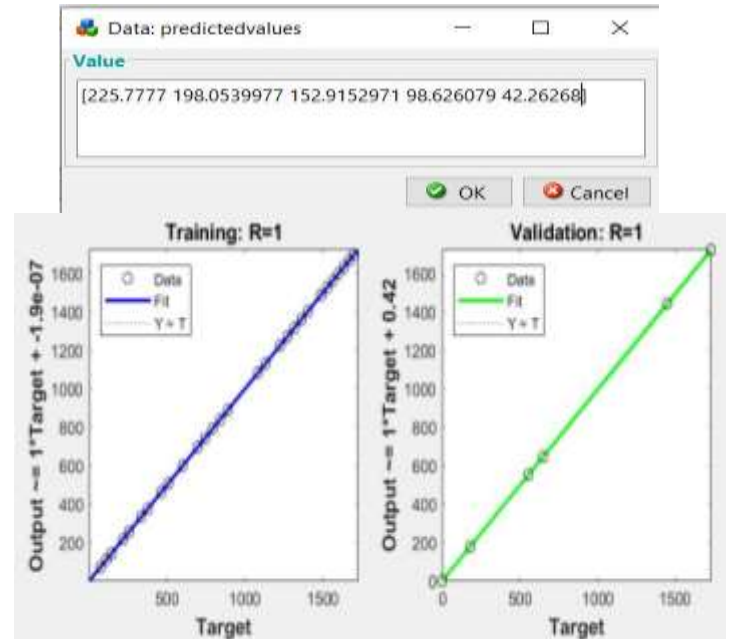 Data: predictedvalues
Value
[225.7777 198.0539977 152.9152971 98.626079 42.26268]
OK
Cancel
Training: R=1
Output ~= 1*Target + -1.9e-07
1600
1400
1200
1000
800
600
400
200
Data
Fit
Y = T
500
1000
1500
Target
Validation: R=1
Output ~= 1*Target + 0.42
1600
1400
1200
1000
800
600
400
200
0
Data
Fit
Y = T
0
500
1000
1500
Target